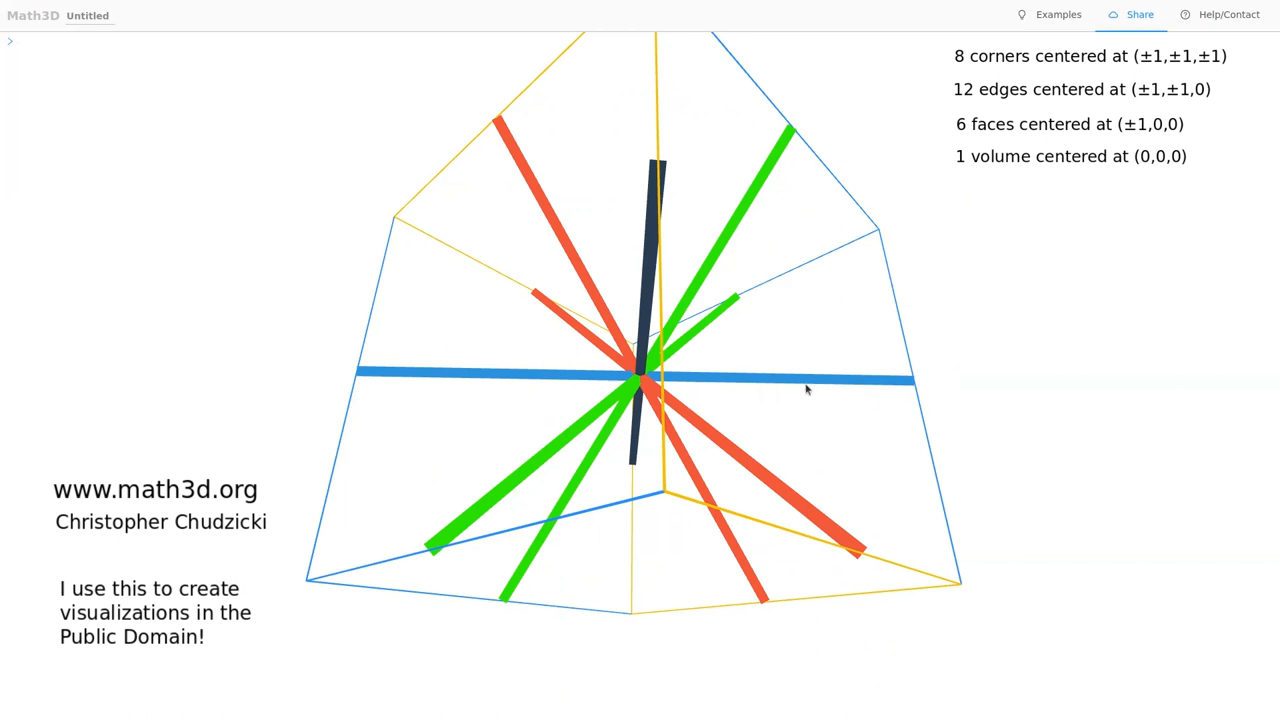 Math3D Untitled
Examples Share Help/Contact
8 corners centered at (±1,±1,±1)
12 edges centered at (±1,±1,0)
6 faces centered at (±1,0,0)
1 volume centered at (0,0,0)
www.math3d.org
Christopher Chudzicki
I use this to create
visualizations in the
Public Domain!